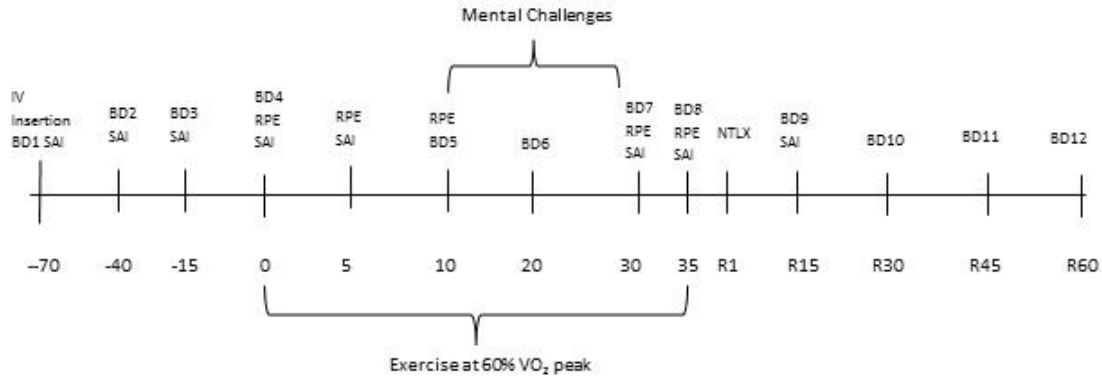 Mental Challenges
IV
Insertion
BD1 SAI
BD2
SAI
BD3
SAI
BD4
RPE
SAI
RPE
SAI
RPE
BD5
BD6
BD7
RPE
SAI
BD8
RPE
SAI
NTLX
BD9
SAI
BD10
BD11
BD12
--70 -40 -15 0 5 10 20 30 35 R1 R15 R30 R45 R60
Exercise at 60% VO₂ peak